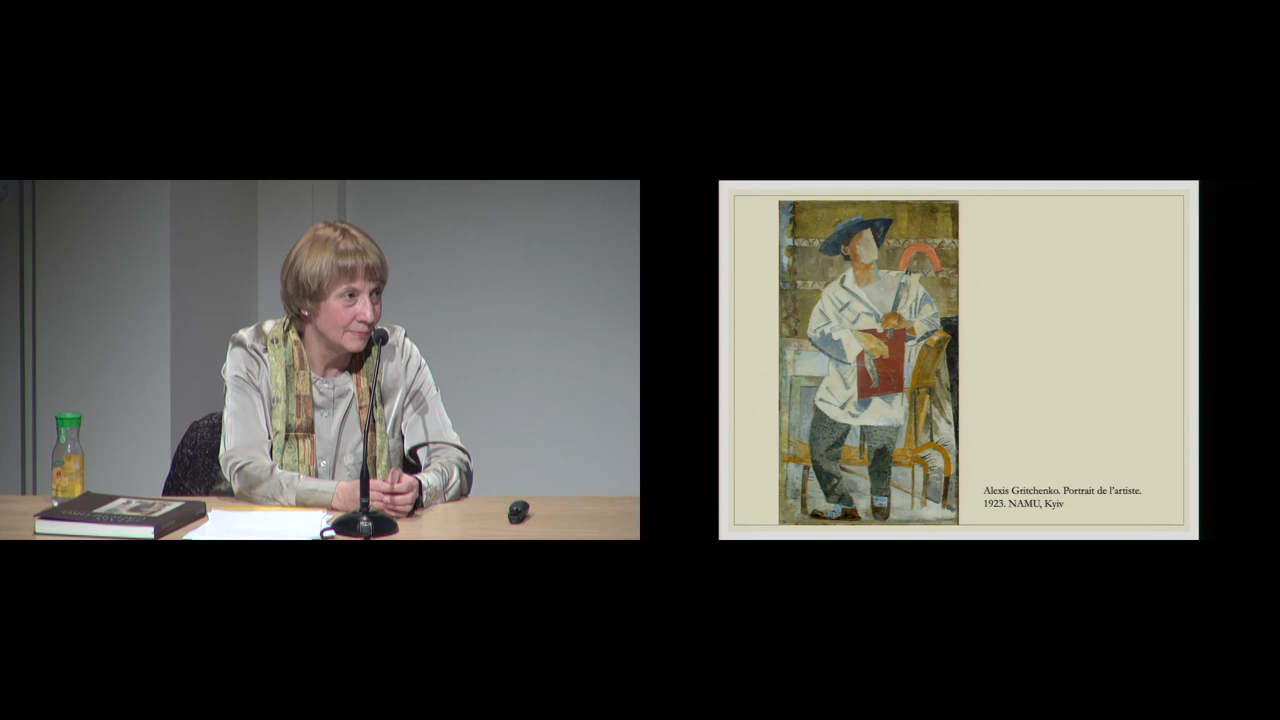 Alexis Gritchenko. Portrait de l'artiste.
1923. NAMU, Kyiv